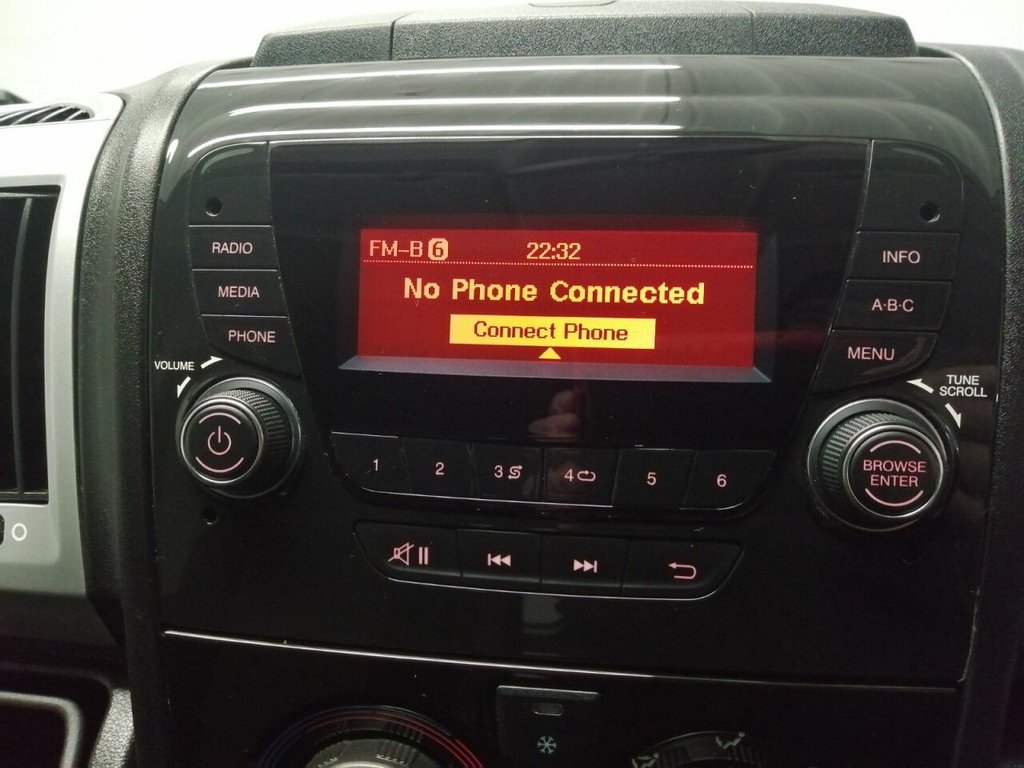 FM-B 6 22:32
No Phone Connected
Connect Phone
RADIO
MEDIA
PHONE
VOLUME
INFO
A·B·C
MENU
TUNE
SCROLL
BROWSE
ENTER
1 2 3 4 5 6